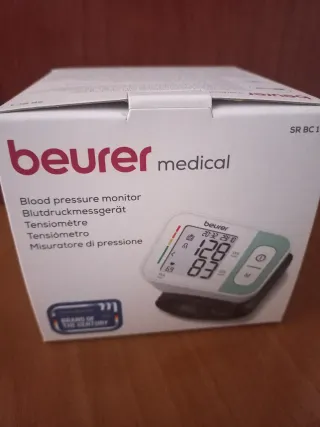 SR BC 1
beurer medical
Blood pressure monitor
Blutdruckmessgerät
Tensiomètre
Tensiómetro
Misuratore di pressione
beurer
128
83
BRAND OF
THE CENTURY